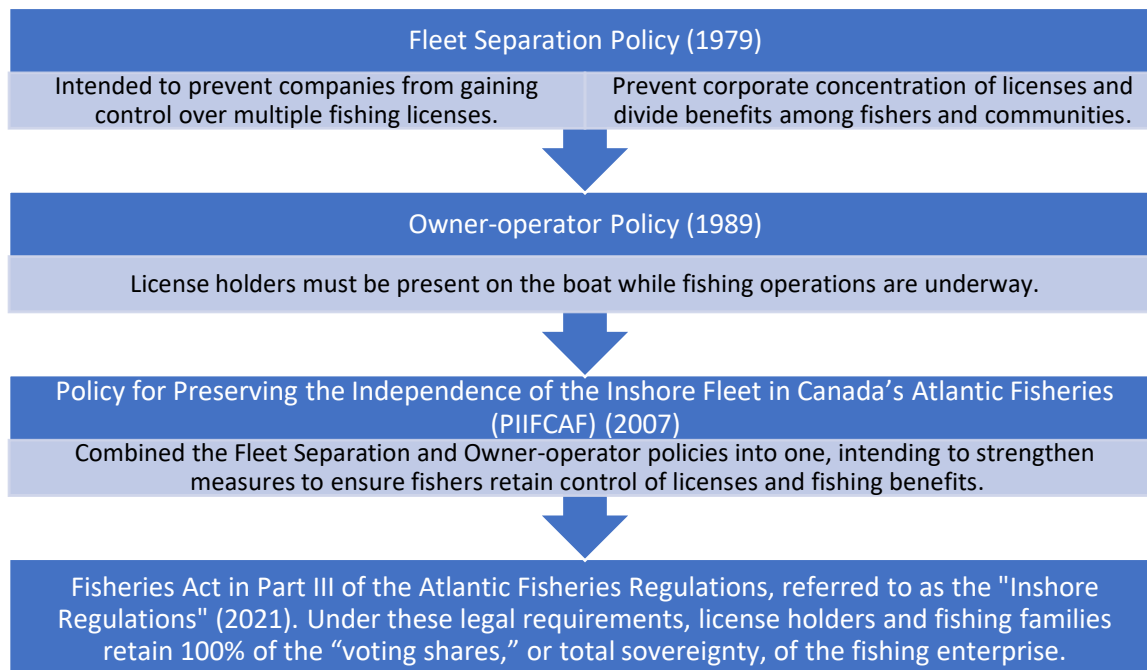 Fleet Separation Policy (1979)
Intended to prevent companies from gaining
control over multiple fishing licenses.
Prevent corporate concentration of licenses and
divide benefits among fishers and communities.
Owner-operator Policy (1989)
License holders must be present on the boat while fishing operations are underway.
Policy for Preserving the Independence of the Inshore Fleet in Canada’s Atlantic Fisheries
(PIIFCAF) (2007)
Combined the Fleet Separation and Owner-operator policies into one, intending to strengthen
measures to ensure fishers retain control of licenses and fishing benefits.
Fisheries Act in Part III of the Atlantic Fisheries Regulations, referred to as the "Inshore
Regulations" (2021). Under these legal requirements, license holders and fishing families
retain 100% of the “voting shares,” or total sovereignty, of the fishing enterprise.